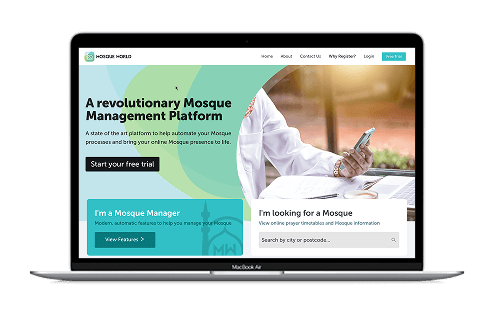 MOSQUE WORLD
Home About Contact Us Why Register? Login Free Trial
A revolutionary Mosque
Management Platform
A state of the art platform to help automate your Mosque
processes and bring your online Mosque presence to life.
Start your free trial
I'm a Mosque Manager
Modern, automatic features to help you manage your Mosque
View Features >
MW
I'm looking for a Mosque
View online prayer timetables and Mosque information
Search by city or postcode...
MacBook Air